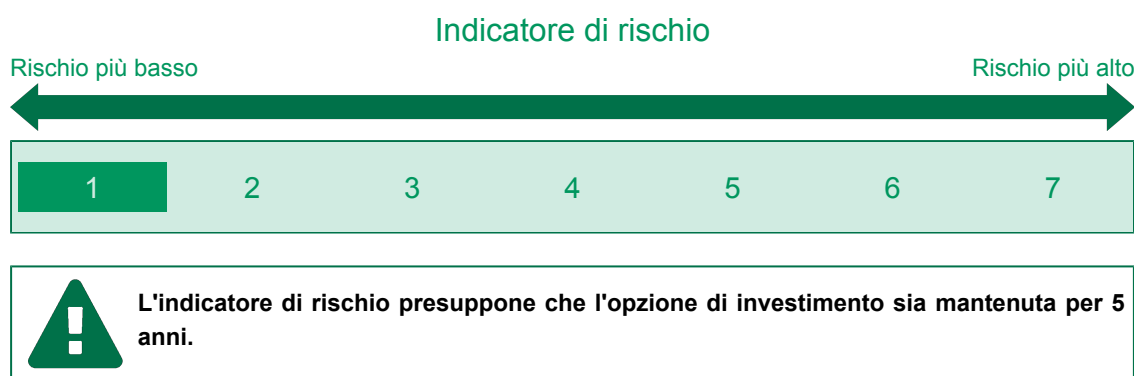 Indicatore di rischio
Rischio più basso Rischio più alto
1 2 3 4 5 6 7
L'indicatore di rischio presuppone che l'opzione di investimento sia mantenuta per 5
anni.